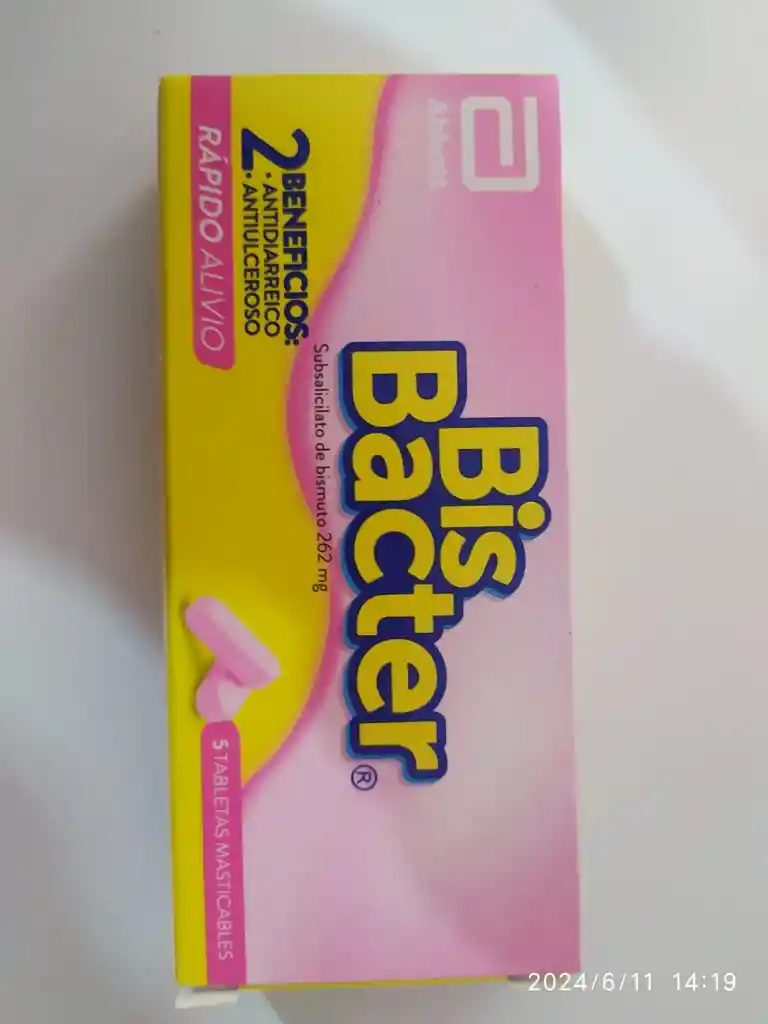 Abbott
Bis
Bacter®
Subsalicilato de bismuto 262 mg
2 BENEFICIOS:
• ANTIDIARREICO
• ANTIULCEROSO
RÁPIDO ALIVIO
5 TABLETAS MASTICABLES
2024/6/11 14:19